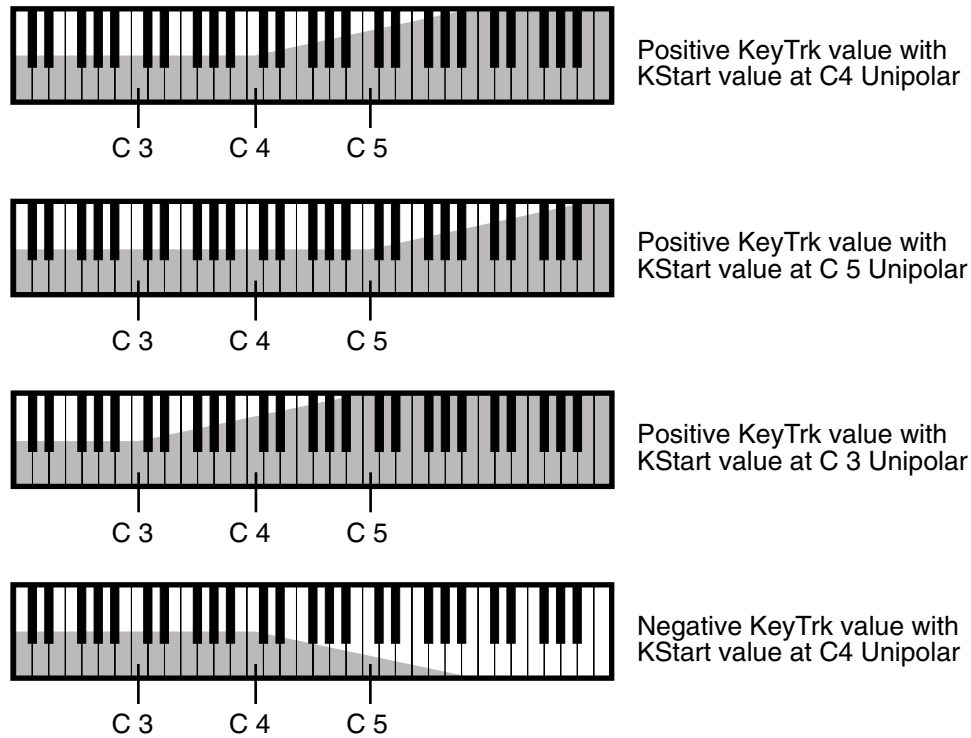 Positive KeyTrk value with
KStart value at C4 Unipolar
C 3 C 4 C 5
Positive KeyTrk value with
KStart value at C 5 Unipolar
C 3 C 4 C 5
Positive KeyTrk value with
KStart value at C 3 Unipolar
C 3 C 4 C 5
Negative KeyTrk value with
KStart value at C4 Unipolar
C 3 C 4 C 5